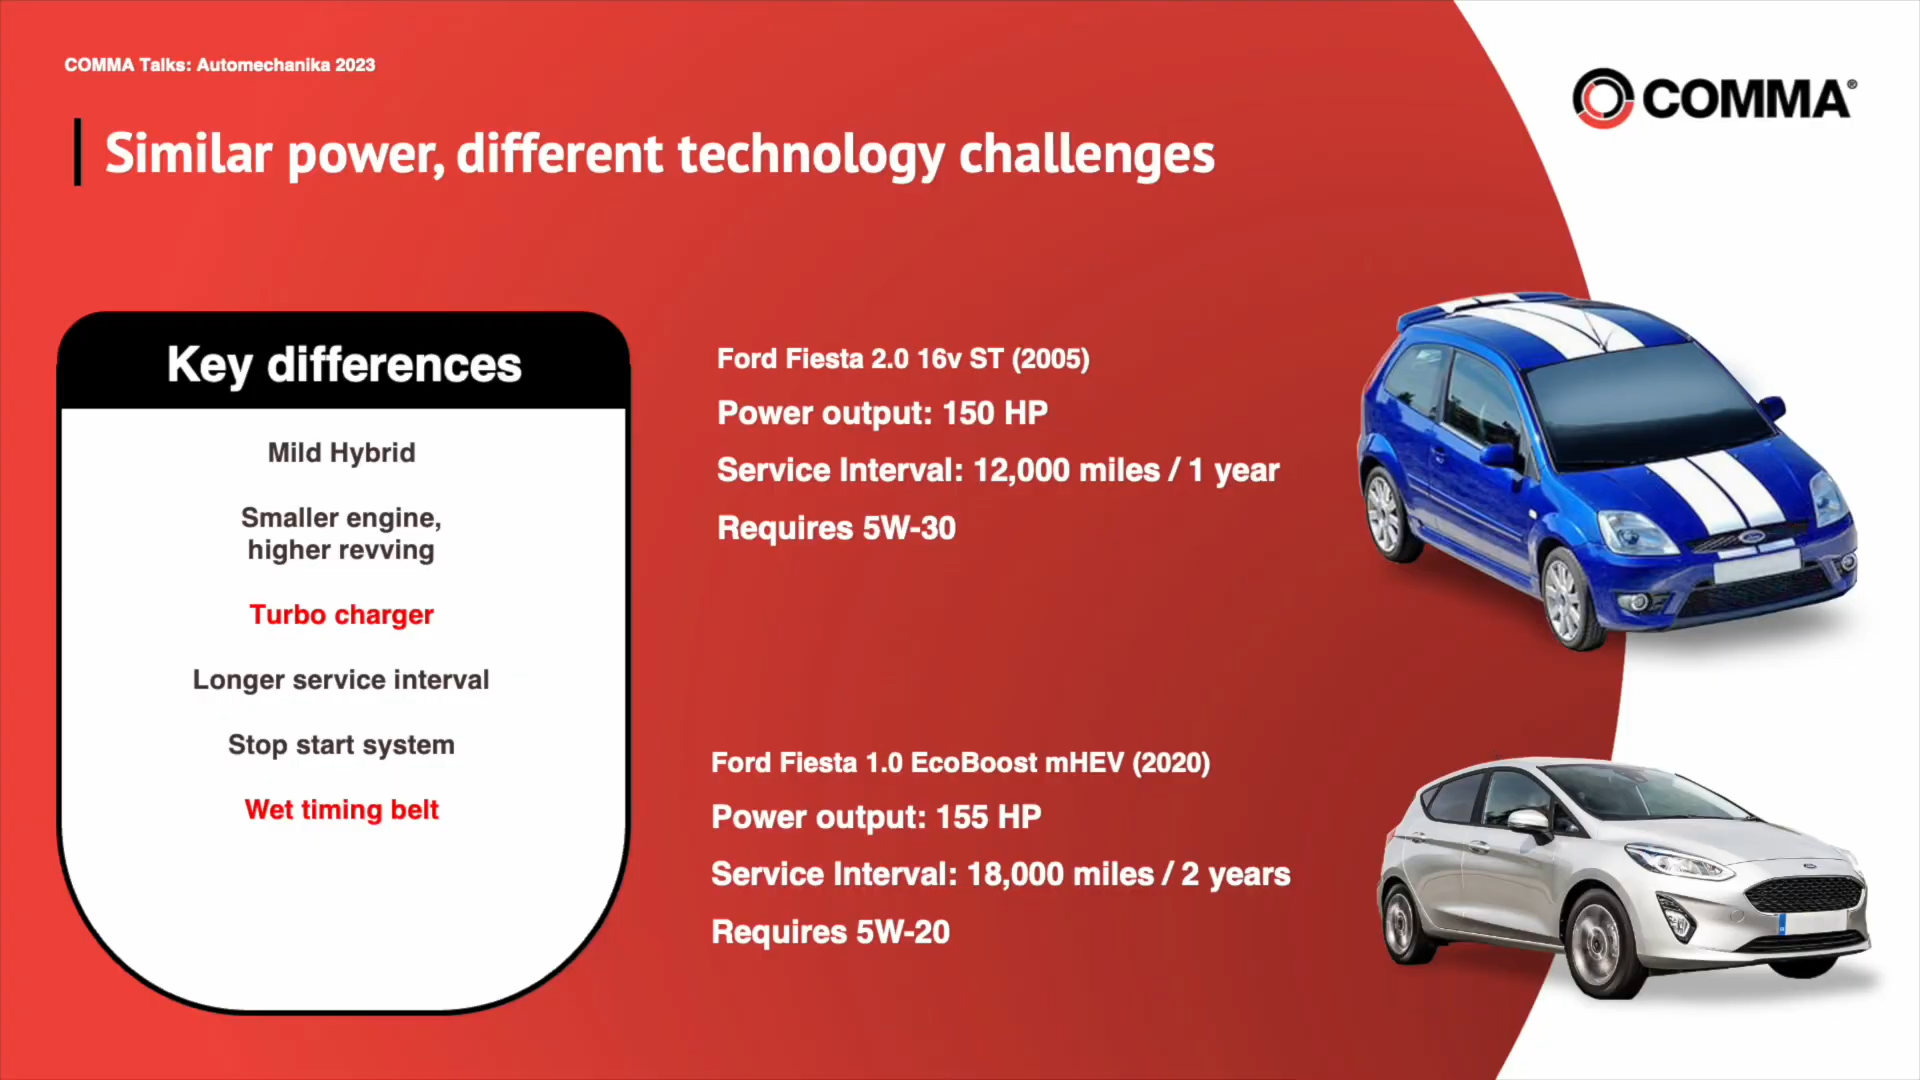 COMMA Talks: Automechanika 2023
COMMA®
Similar power, different technology challenges
Key differences
Mild Hybrid
Smaller engine,
higher revving
Turbo charger
Longer service interval
Stop start system
Wet timing belt
Ford Fiesta 2.0 16v ST (2005)
Power output: 150 HP
Service Interval: 12,000 miles / 1 year
Requires 5W-30
Ford Fiesta 1.0 EcoBoost mHEV (2020)
Power output: 155 HP
Service Interval: 18,000 miles / 2 years
Requires 5W-20